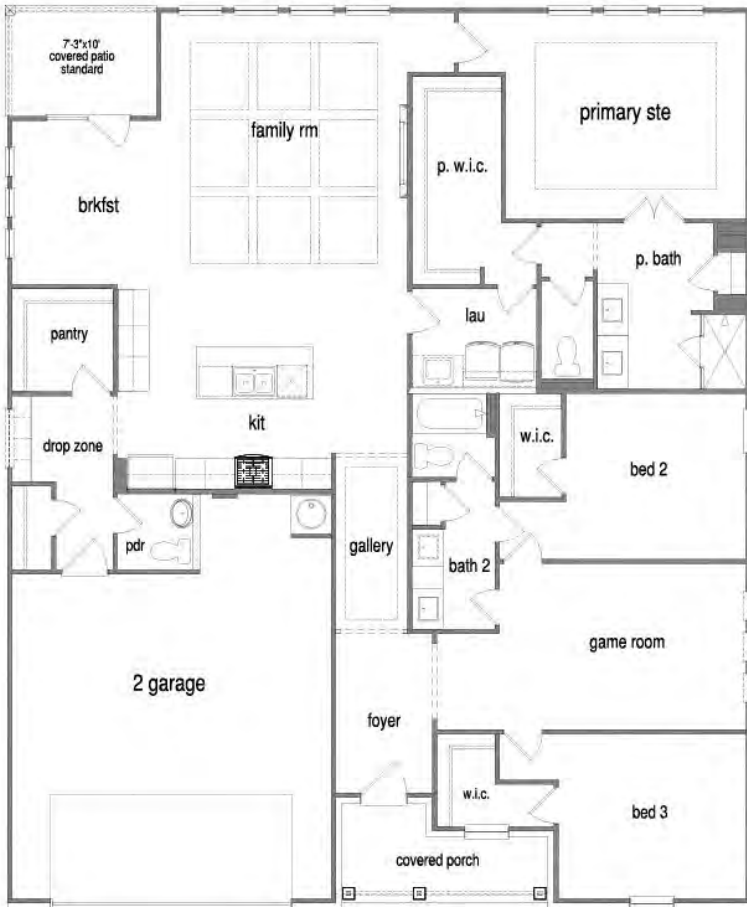 7'-3"x10'
covered patio
standard
family rm
primary ste
p. w.i.c.
brkfst
p. bath
lau
pantry
kit
drop zone
w.i.c.
bed 2
pdr
gallery
bath 2
game room
2 garage
foyer
w.i.c.
bed 3
covered porch